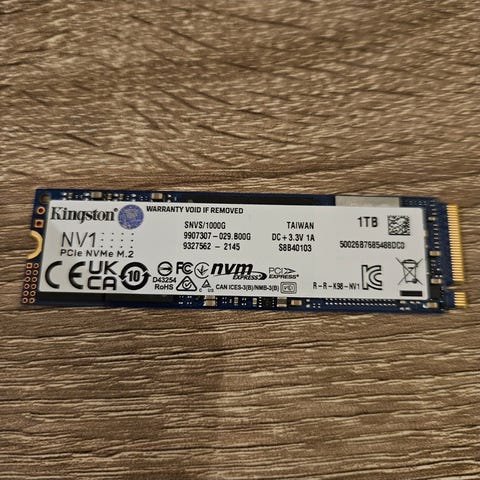 WARRANTY VOID IF REMOVED
Kingston
SNVS/1000G
TAIWAN
1TB
9907307-029.B00G
DC + 3.3V 1A
NV1
9327562 - 2145
S8B40103
50026B7685488DC0
PCIe NVMe M.2
CE UK CA 10
D43254
RoHS
FC
nvm EXPRESS
PCI EXPRESS
CAN ICES-3(B)/NMB-3(B)
R-R-K98-NV1